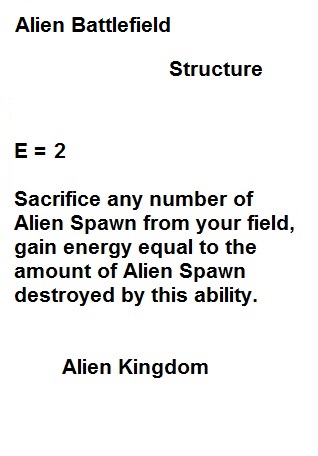 Alien Battlefield
Structure
E = 2
Sacrifice any number of
Alien Spawn from your field,
gain energy equal to the
amount of Alien Spawn
destroyed by this ability.
Alien Kingdom